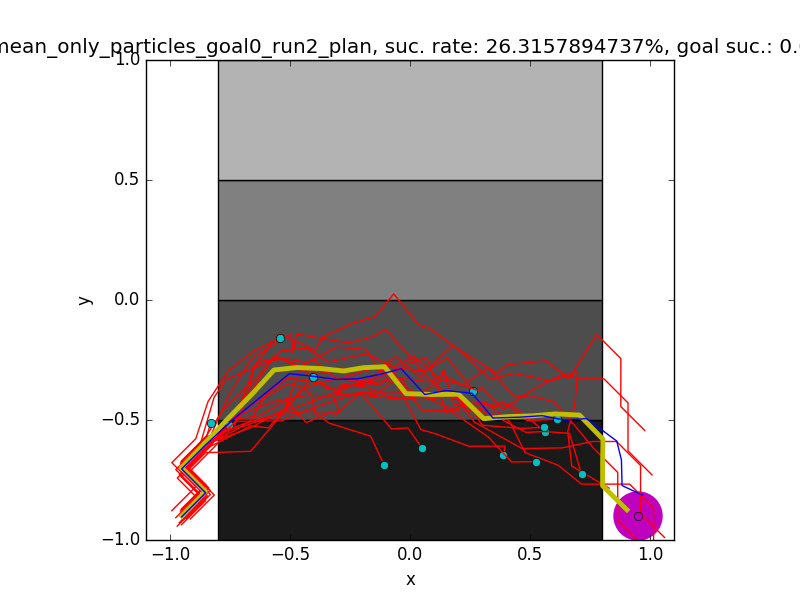 mean_only_particles_goal0_run2_plan, suc. rate: 26.3157894737%, goal suc.: 0.
1.0
0.5
0.0
−0.5
−1.0
y
−1.0 −0.5 0.0 0.5 1.0
x